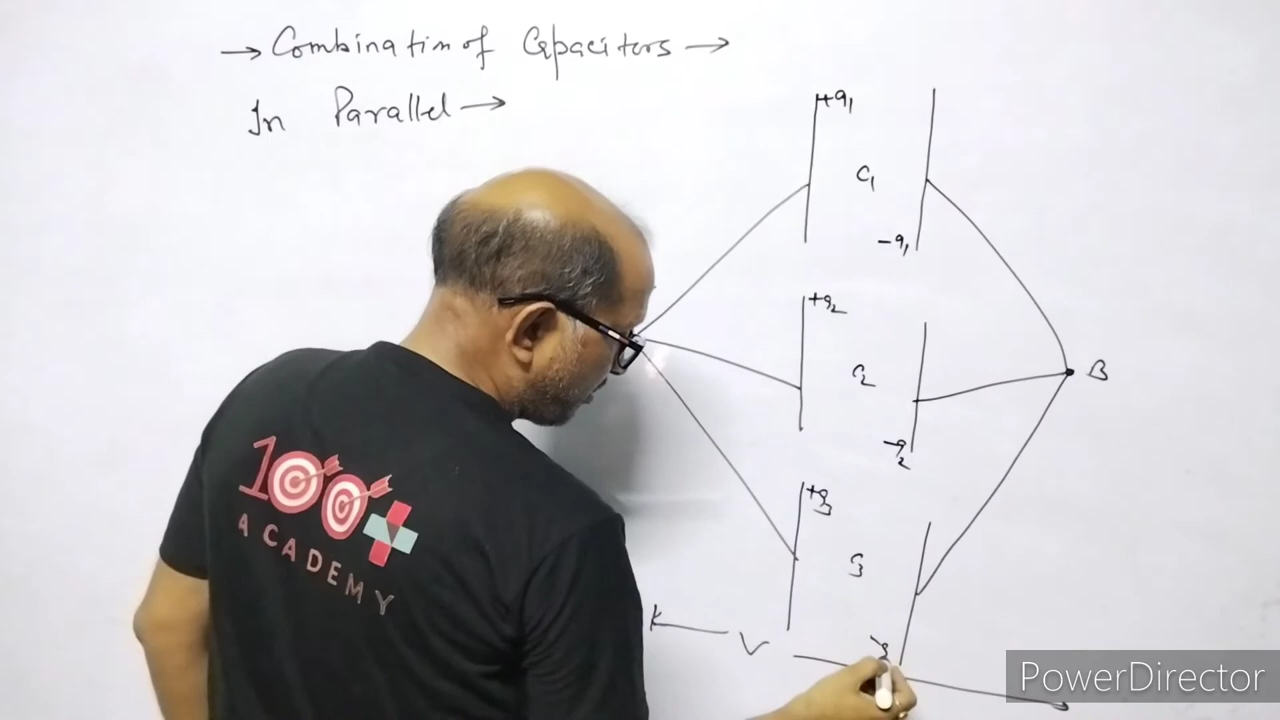 → Combination of Capacitors →
In Parallel →
+q₁
C₁
-q₁
+q₂
C₂
-q₂
B
+q₃
C₃
V
100+
ACADEMY
PowerDirector